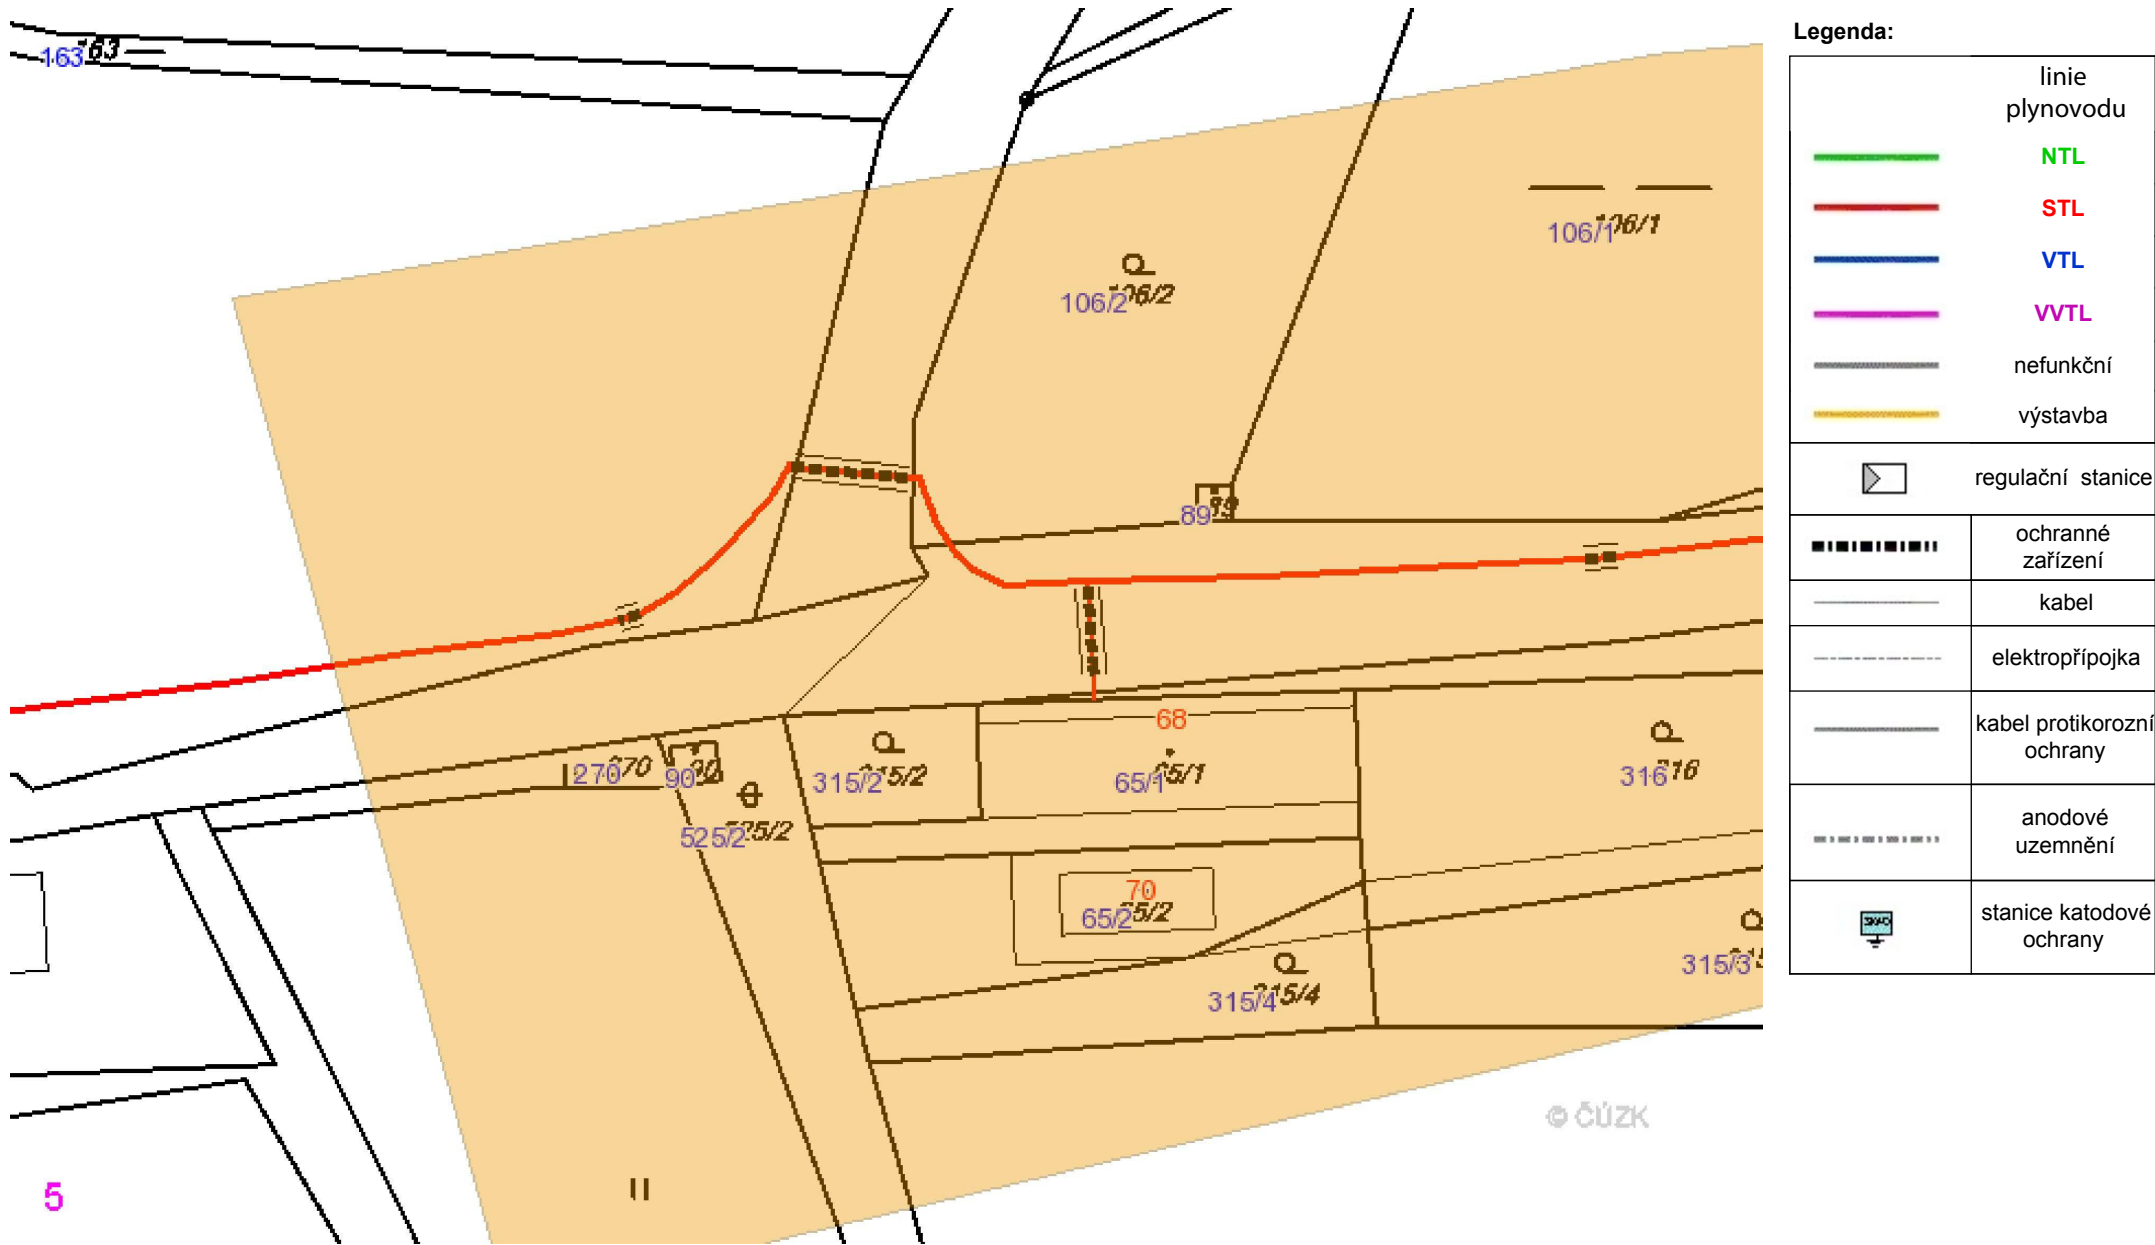 163
163
106/1
106/1
106/2
106/2
89
89
68
270
270
90
90
315/2
315/2
65/1
65/1
316
316
525/2
525/2
70
65/2
65/2
315/3
315/4
315/4
© ČÚZK
5
Legenda:
linie
plynovodu
NTL
STL
VTL
VVTL
nefunkční
výstavba
regulační stanice
ochranné
zařízení
kabel
elektropřípojka
kabel protikorozní
ochrany
anodové
uzemnění
SKAO
stanice katodové
ochrany